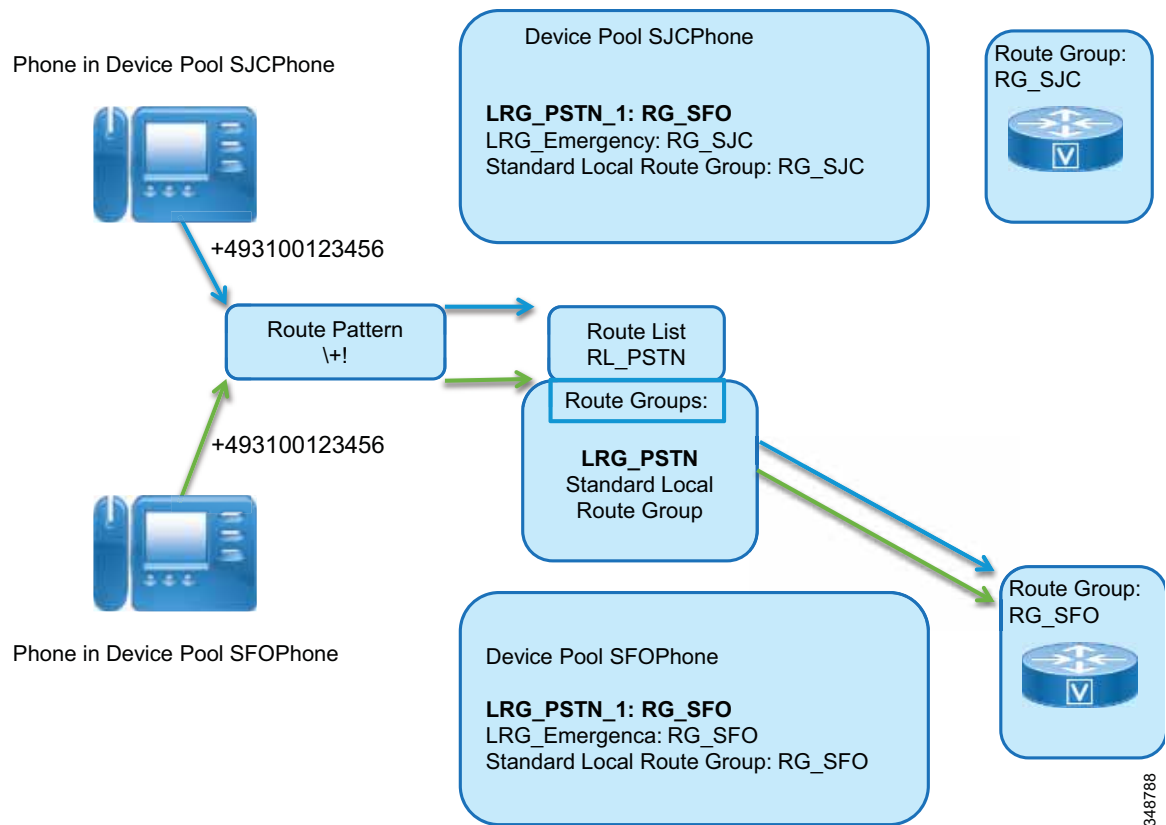 Phone in Device Pool SJCPhone
Device Pool SJCPhone
LRG_PSTN_1: RG_SFO
LRG_Emergency: RG_SJC
Standard Local Route Group: RG_SJC
Route Group:
RG_SJC
V
+493100123456
Route Pattern
\+!
Route List
RL_PSTN
Route Groups:
LRG_PSTN
Standard Local
Route Group
+493100123456
Phone in Device Pool SFOPhone
Device Pool SFOPhone
LRG_PSTN_1: RG_SFO
LRG_Emergenca: RG_SFO
Standard Local Route Group: RG_SFO
Route Group:
RG_SFO
V
348788